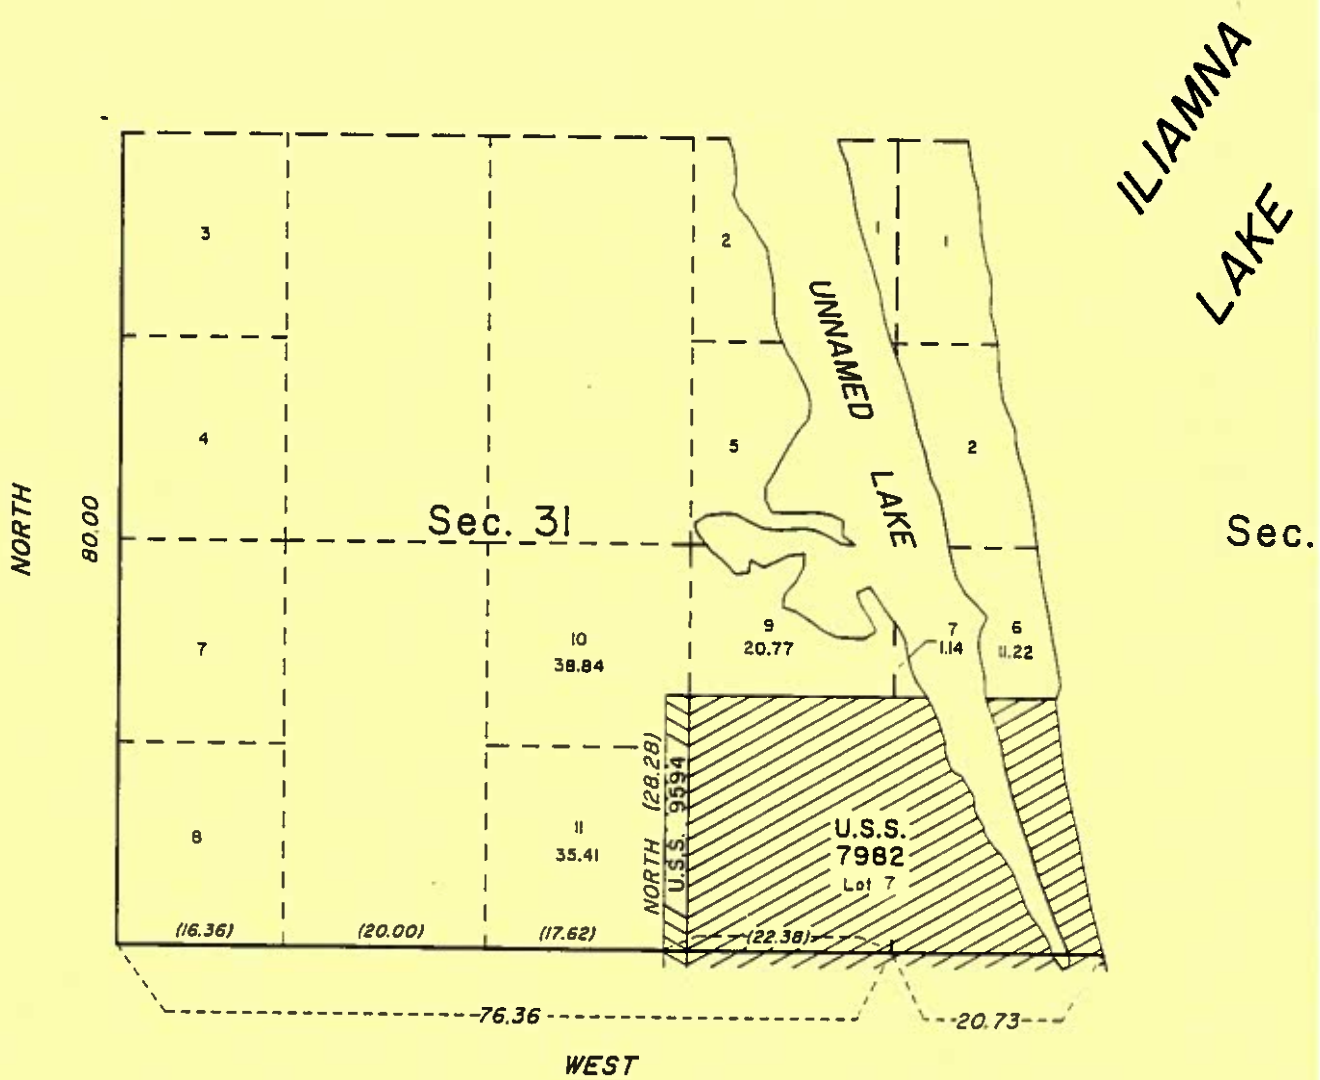 ILIAMNA
LAKE
3
2
1
1
UNNAMED
LAKE
4
5
2
NORTH
80.00
Sec. 31
Sec.
7
10
38.84
9
20.77
7
1.14
6
11.22
8
11
35.41
NORTH (28.28)
U.S.S. 9594
U.S.S.
7982
Lot 7
(16.36)
(20.00)
(17.62)
(22.38)
76.36
20.73
WEST